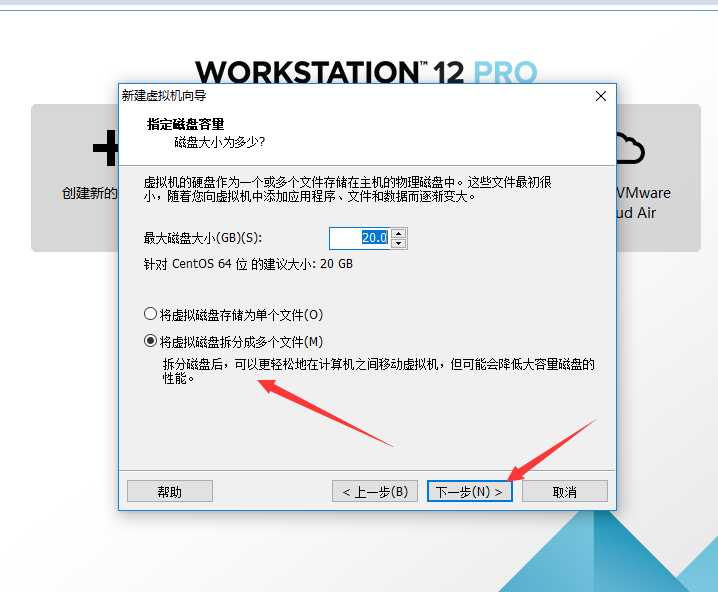 WORKSTATION™ 12 PRO
新建虚拟机向导
指定磁盘容量
磁盘大小为多少?
创建新的
VMware
ud Air
虚拟机的硬盘作为一个或多个文件存储在主机的物理磁盘中。这些文件最初很
小，随着您向虚拟机中添加应用程序、文件和数据而逐渐变大。
最大磁盘大小(GB)(S):
20.0
针对 CentOS 64 位 的建议大小: 20 GB
将虚拟磁盘存储为单个文件(O)
将虚拟磁盘拆分成多个文件(M)
拆分磁盘后，可以更轻松地在计算机之间移动虚拟机，但可能会降低大容量磁盘的
性能。
帮助
< 上一步(B)
下一步(N) >
取消